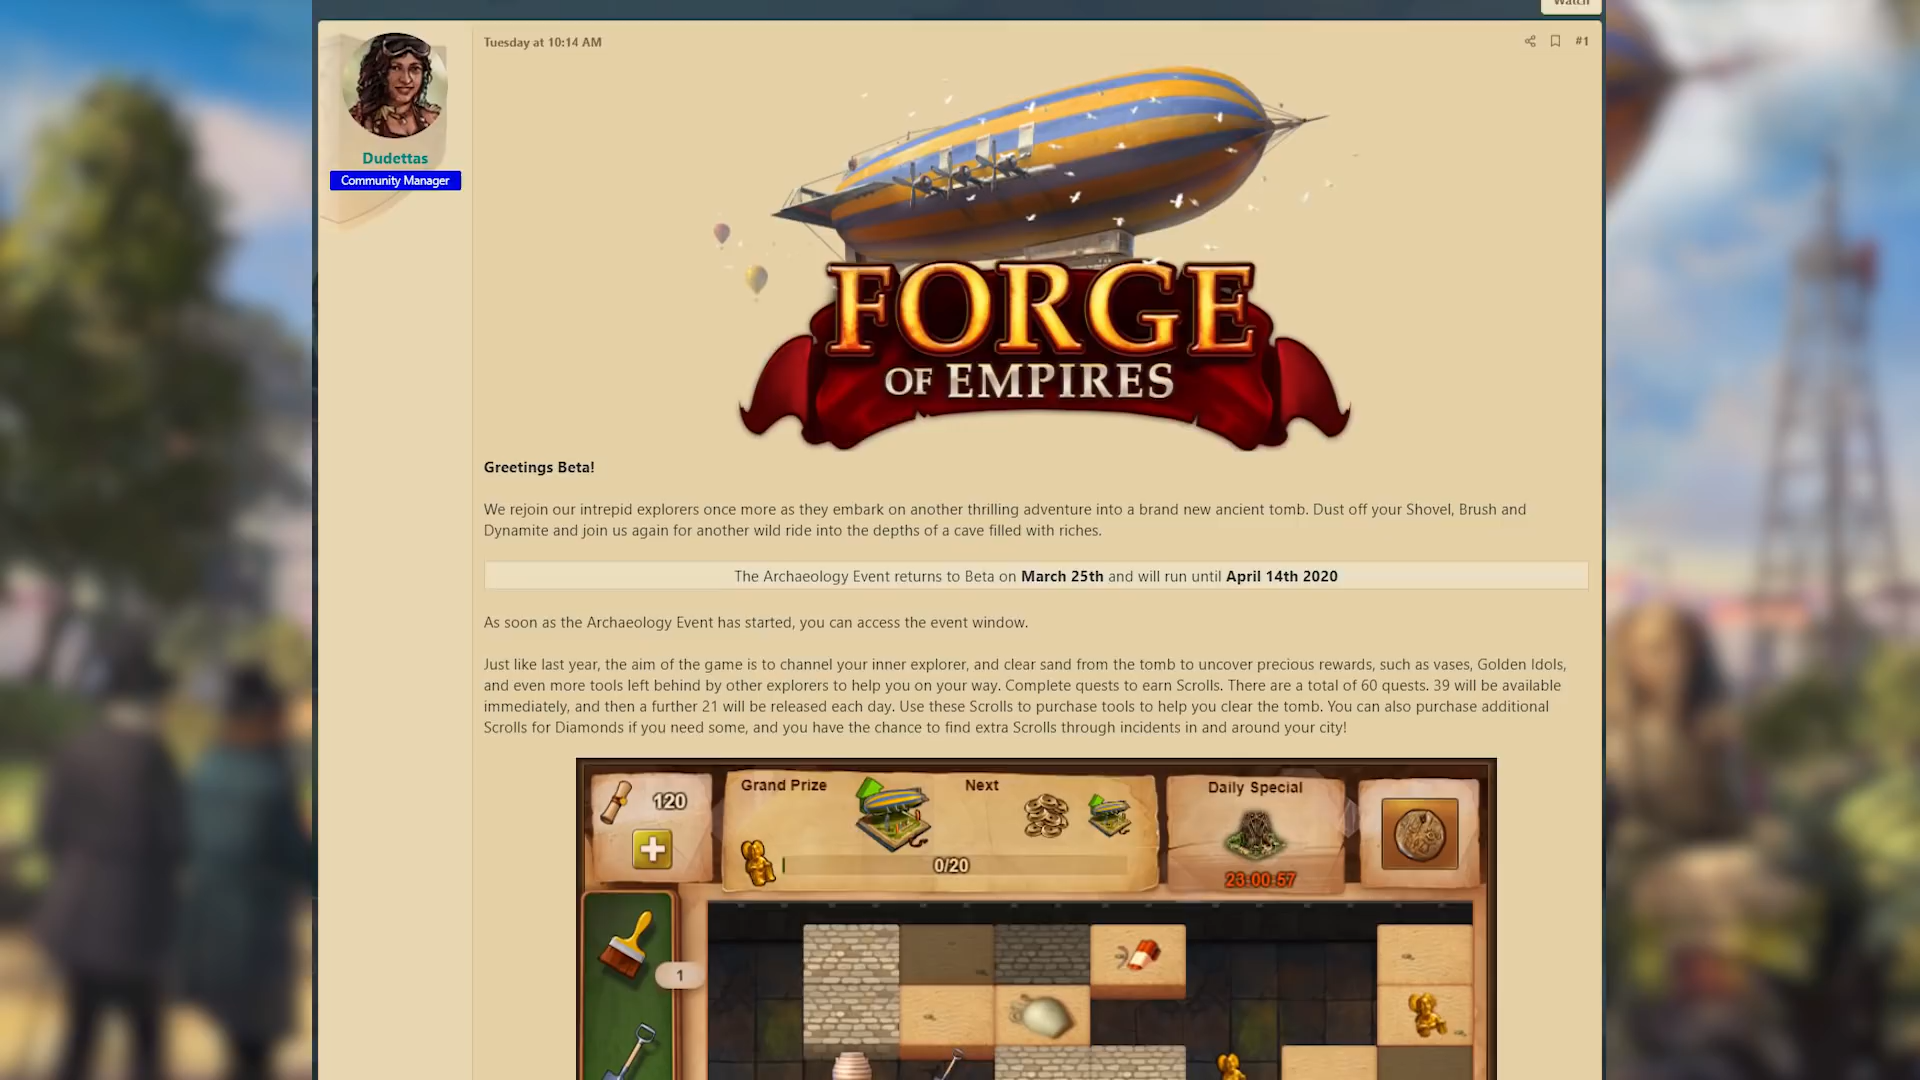 Watch
Tuesday at 10:14 AM
#1
Dudettas
Community Manager
FORGE
OF EMPIRES
Greetings Beta!
We rejoin our intrepid explorers once more as they embark on another thrilling adventure into a brand new ancient tomb. Dust off your Shovel, Brush and
Dynamite and join us again for another wild ride into the depths of a cave filled with riches.
The Archaeology Event returns to Beta on March 25th and will run until April 14th 2020
As soon as the Archaeology Event has started, you can access the event window.
Just like last year, the aim of the game is to channel your inner explorer, and clear sand from the tomb to uncover precious rewards, such as vases, Golden Idols,
and even more tools left behind by other explorers to help you on your way. Complete quests to earn Scrolls. There are a total of 60 quests. 39 will be available
immediately, and then a further 21 will be released each day. Use these Scrolls to purchase tools to help you clear the tomb. You can also purchase additional
Scrolls for Diamonds if you need some, and you have the chance to find extra Scrolls through incidents in and around your city!
120
Grand Prize
Next
Daily Special
0/20
23:00:57
1